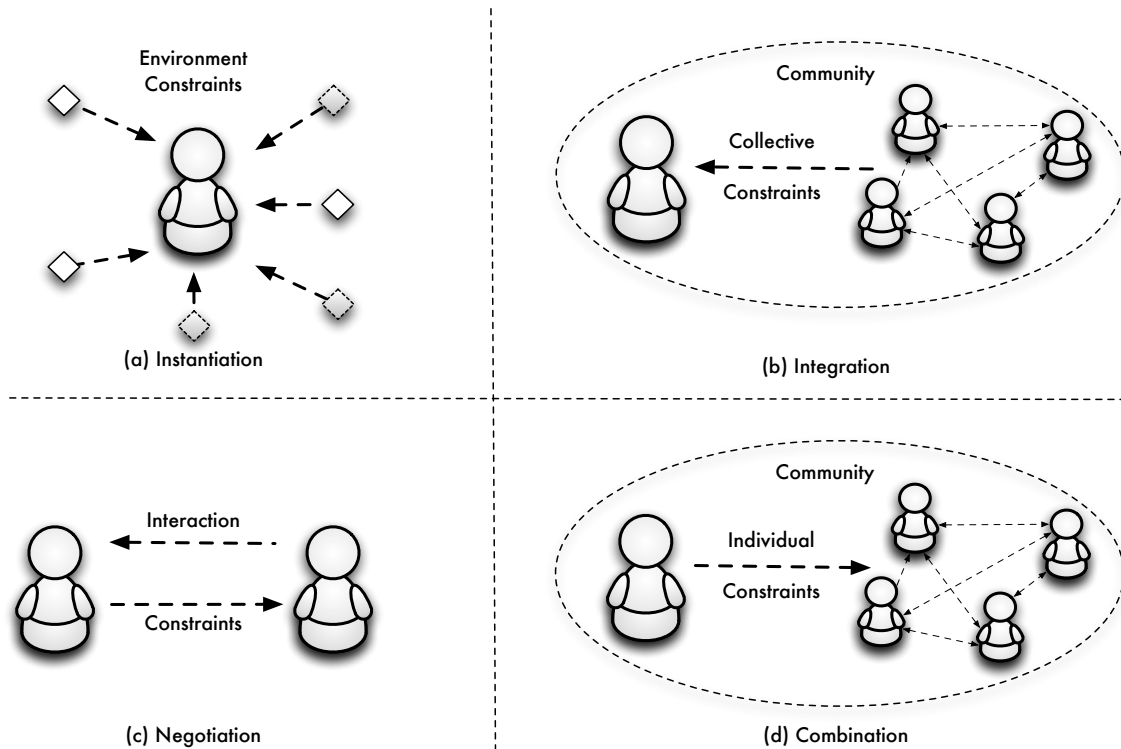 Environment
Constraints
(a) Instantiation
Community
Collective
Constraints
(b) Integration
Interaction
Constraints
(c) Negotiation
Community
Individual
Constraints
(d) Combination